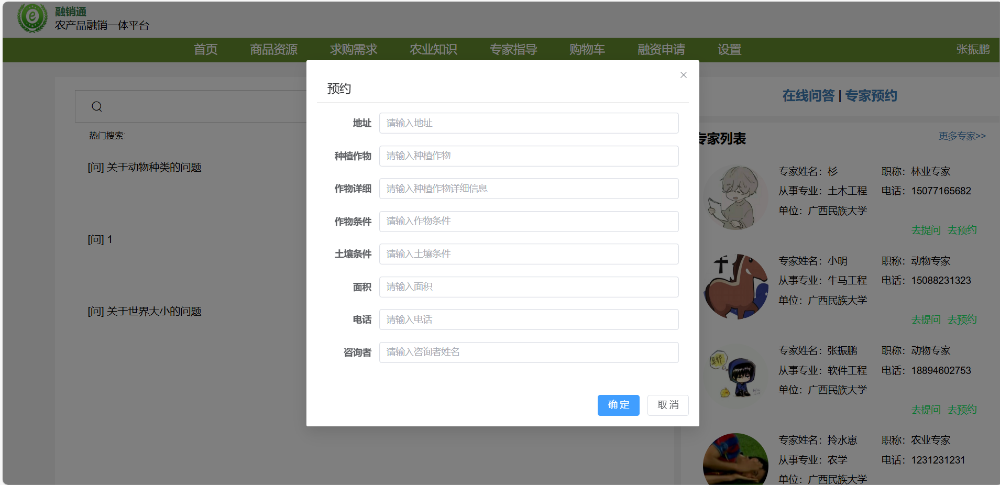 融销通
农产品融销一体平台
首页 商品资源 求购需求 农业知识 专家指导 购物车 融资申请 设置 张振鹏
热门搜索:
[问] 关于动物种类的问题
[问] 1
[问] 关于世界大小的问题
预约
地址 请输入地址
种植作物 请输入种植作物
作物详细 请输入种植作物详细信息
作物条件 请输入作物条件
土壤条件 请输入土壤条件
面积 请输入面积
电话 请输入电话
咨询者 请输入咨询者姓名
确定 取消
在线问答 | 专家预约
专家列表 更多专家>>
专家姓名：杉 职称：林业专家
从事专业：土木工程 电话：15077165682
单位：广西民族大学
去提问 去预约
专家姓名：小明 职称：动物专家
从事专业：牛马工程 电话：15088231323
单位：广西民族大学
去提问 去预约
专家姓名：张振鹏 职称：动物专家
从事专业：软件工程 电话：18894602753
单位：广西民族大学
去提问 去预约
专家姓名：拎水崽 职称：农业专家
从事专业：农学 电话：1231231231
单位：广西民族大学